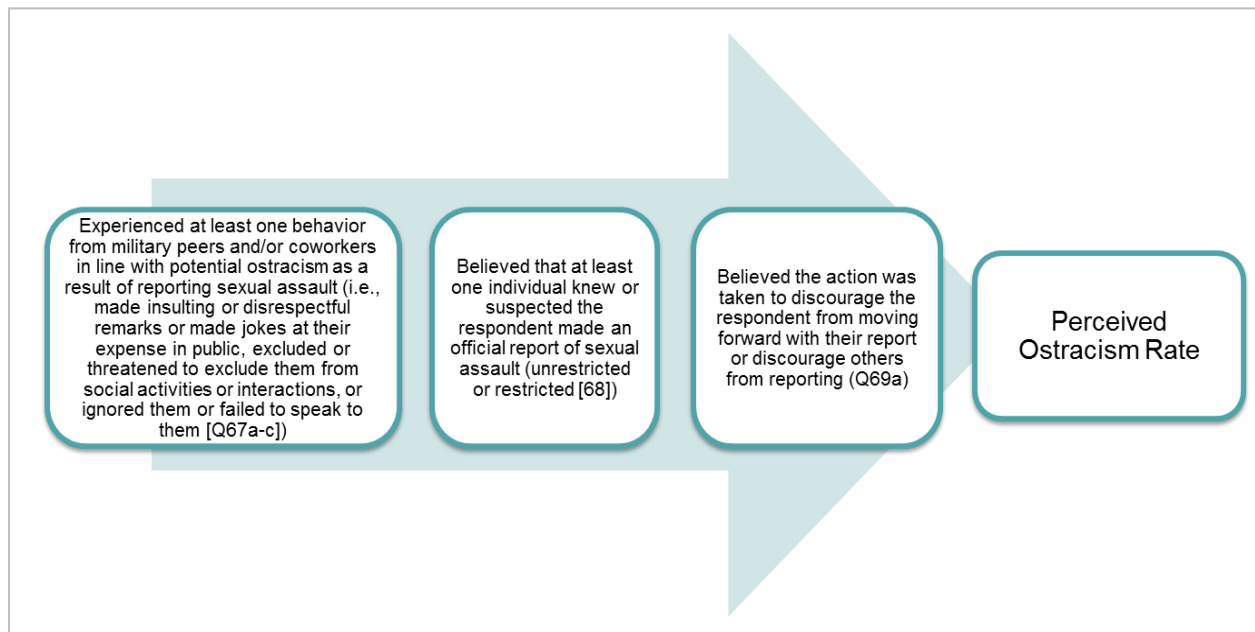 Experienced at least one behavior
from military peers and/or coworkers
in line with potential ostracism as a
result of reporting sexual assault (i.e.,
made insulting or disrespectful
remarks or made jokes at their
expense in public, excluded or
threatened to exclude them from
social activities or interactions, or
ignored them or failed to speak to
them [Q67a-c])
Believed that at least
one individual knew or
suspected the
respondent made an
official report of sexual
assault (unrestricted
or restricted [68])
Believed the action was
taken to discourage the
respondent from moving
forward with their report
or discourage others
from reporting (Q69a)
Perceived
Ostracism Rate